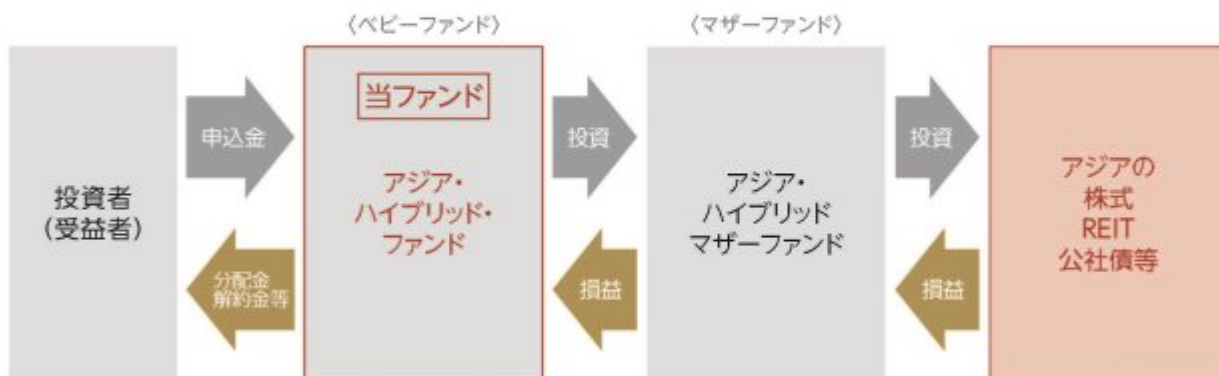 〈ベビーファンド〉
〈マザーファンド〉
投資者
(受益者)
申込金
分配金
解約金等
当ファンド
アジア・
ハイブリッド・
ファンド
投資
損益
アジア・
ハイブリッド
マザーファンド
投資
損益
アジアの
株式
REIT
公社債等